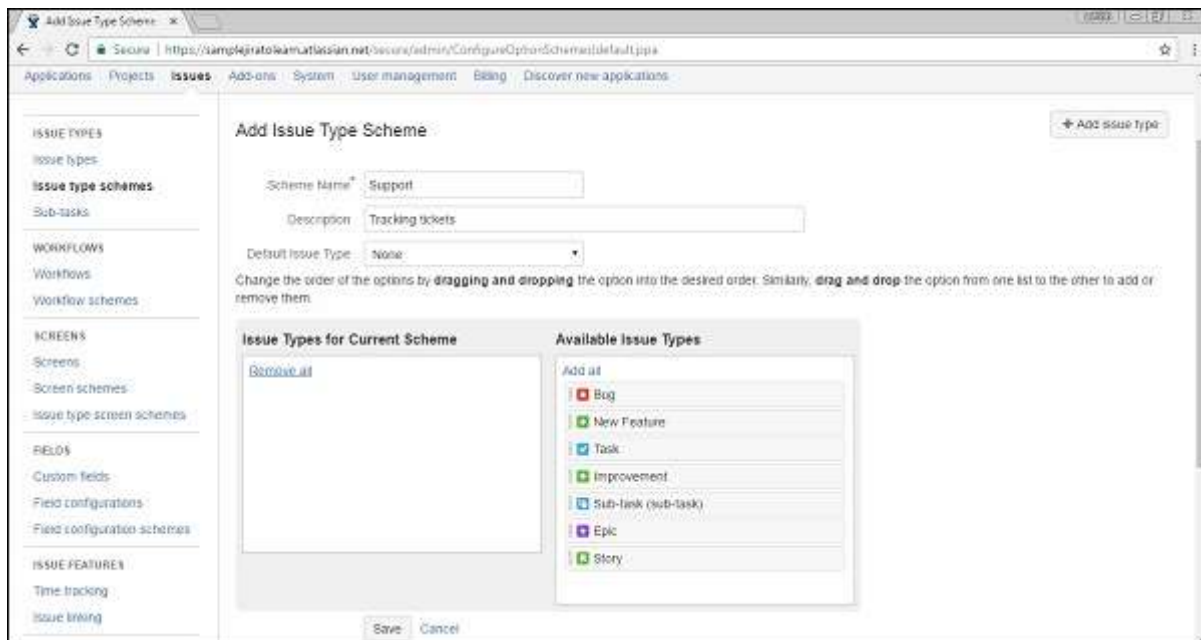 Add Issue Type Scheme
Secure | https://samplejiratolearn.atlassian.net/secure/admin/ConfigureOptionSchemes!default.jspa
Applications Projects Issues Add-ons System User management Billing Discover new applications
ISSUE TYPES
Issue types
Issue type schemes
Sub-tasks
WORKFLOWS
Workflows
Workflow schemes
SCREENS
Screens
Screen schemes
Issue type screen schemes
FIELDS
Custom fields
Field configurations
Field configuration schemes
ISSUE FEATURES
Time tracking
Issue linking
Add Issue Type Scheme
+ Add issue type
Scheme Name* Support
Description Tracking tickets
Default Issue Type None
Change the order of the options by dragging and dropping the option into the desired order. Similarly, drag and drop the option from one list to the other to add or
remove them.
Issue Types for Current Scheme
Remove all
Available Issue Types
Add all
Bug
New Feature
Task
Improvement
Sub-task (sub-task)
Epic
Story
Save Cancel